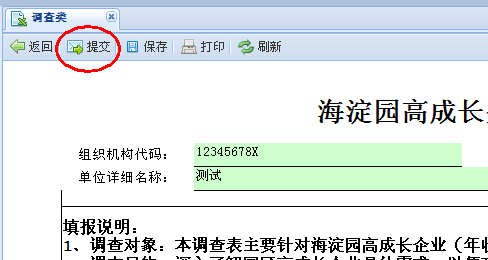 调查类
返回 提交 保存 打印 刷新
海淀园高成长
组织机构代码: 12345678X
单位详细名称: 测试
填报说明:
1、调查对象: 本调查表主要针对海淀园高成长企业（年收